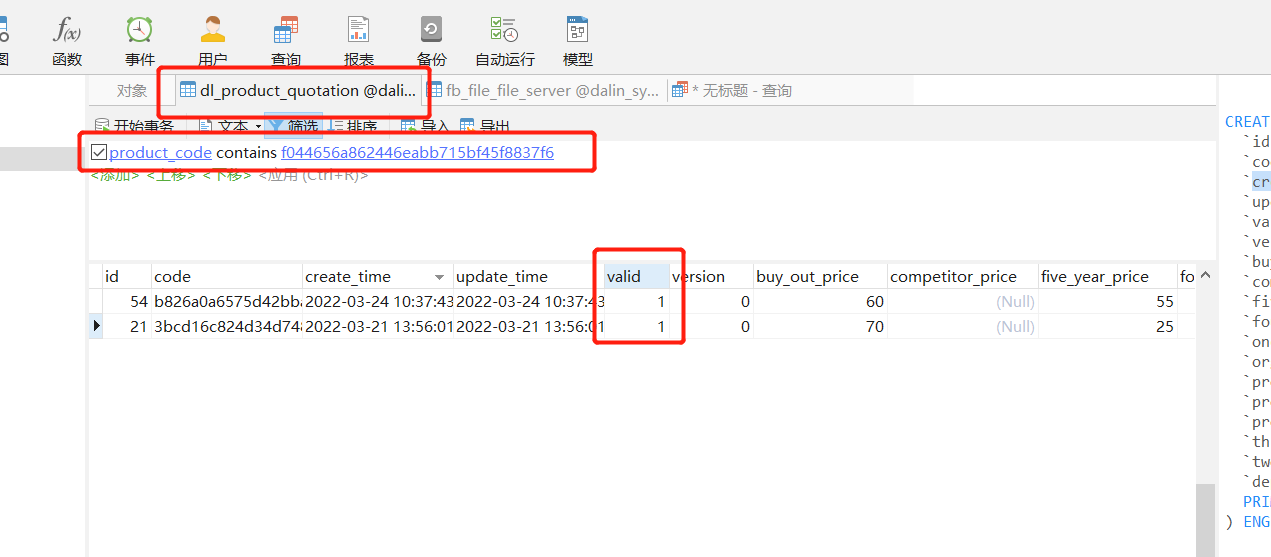 函数 事件 用户 查询 报表 备份 自动运行 模型
对象 dl_product_quotation @dali... fb_file_file_server @dalin_sy... * 无标题 - 查询
开始事务 文本 筛选 排序 导入 导出
product_code contains f044656a862446eabb715bf45f8837f6
<添加> <上移> <下移> <应用 (Ctrl+R)>
id code create_time update_time valid version buy_out_price competitor_price five_year_price fo
54 b826a0a6575d42bba 2022-03-24 10:37:43 2022-03-24 10:37:43 1 0 60 (Null) 55
21 3bcd16c824d34d748 2022-03-21 13:56:01 2022-03-21 13:56:01 1 0 70 (Null) 25
CREAT
`id
`co
`cr
`up
`va
`ve
`bu
`co
`fi
`fo
`on
`or
`pr
`pr
`pr
`th
`tw
`de
PRI
) ENG